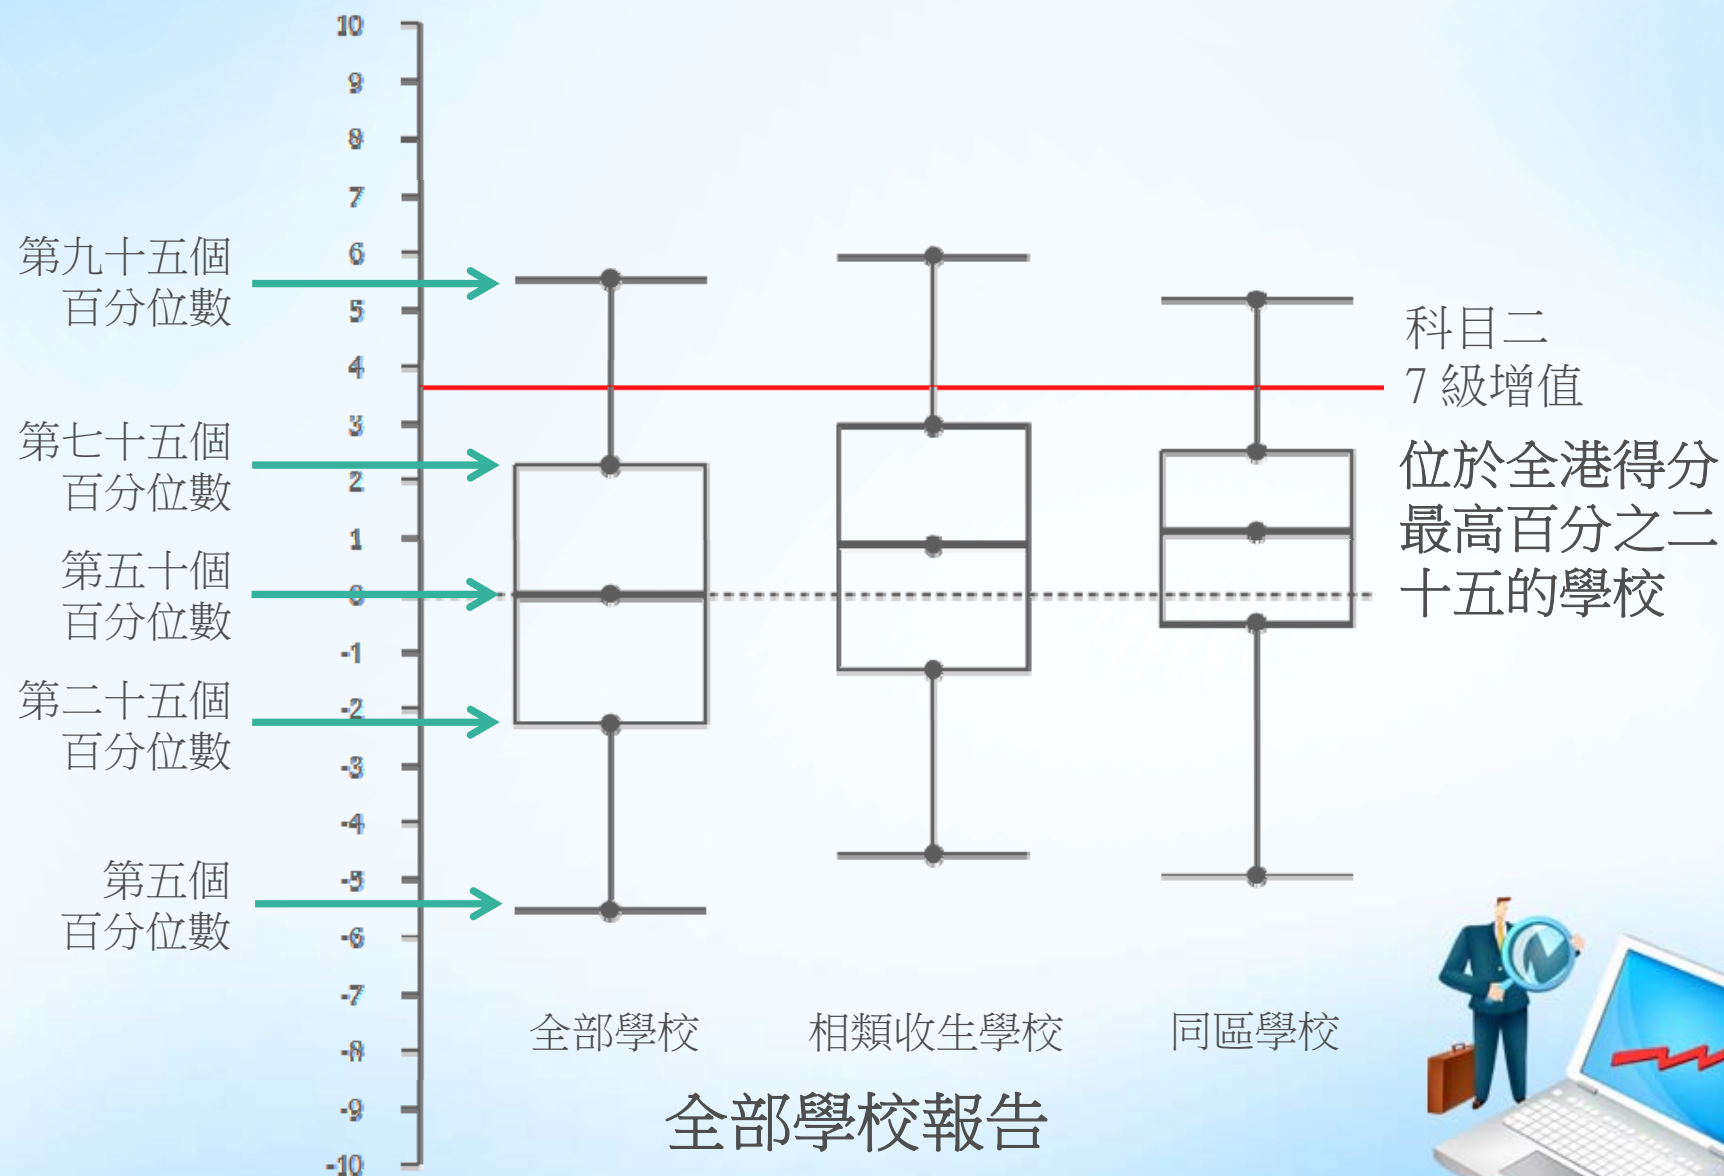 10
9
8
7
6
5
4
3
2
1
0
-1
-2
-3
-4
-5
-6
-7
-8
-9
-10
第九十五個
百分位數
第七十五個
百分位數
第五十個
百分位數
第二十五個
百分位數
第五個
百分位數
科目二
7 級增值
位於全港得分
最高百分之二
十五的學校
全部學校
相類收生學校
同區學校
全部學校報告